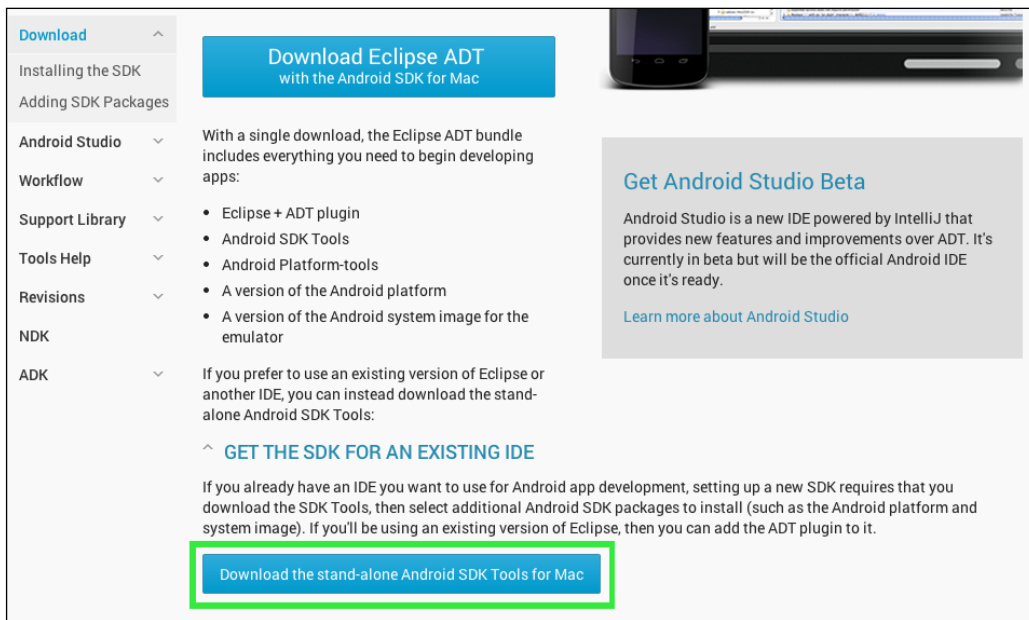 Download
Installing the SDK
Adding SDK Packages
Android Studio
Workflow
Support Library
Tools Help
Revisions
NDK
ADK
Download Eclipse ADT
with the Android SDK for Mac
With a single download, the Eclipse ADT bundle
includes everything you need to begin developing
apps:
• Eclipse + ADT plugin
• Android SDK Tools
• Android Platform-tools
• A version of the Android platform
• A version of the Android system image for the
emulator
If you prefer to use an existing version of Eclipse or
another IDE, you can instead download the stand-
alone Android SDK Tools:
GET THE SDK FOR AN EXISTING IDE
If you already have an IDE you want to use for Android app development, setting up a new SDK requires that you
download the SDK Tools, then select additional Android SDK packages to install (such as the Android platform and
system image). If you'll be using an existing version of Eclipse, then you can add the ADT plugin to it.
Download the stand-alone Android SDK Tools for Mac
Get Android Studio Beta
Android Studio is a new IDE powered by IntelliJ that
provides new features and improvements over ADT. It's
currently in beta but will be the official Android IDE
once it's ready.
Learn more about Android Studio